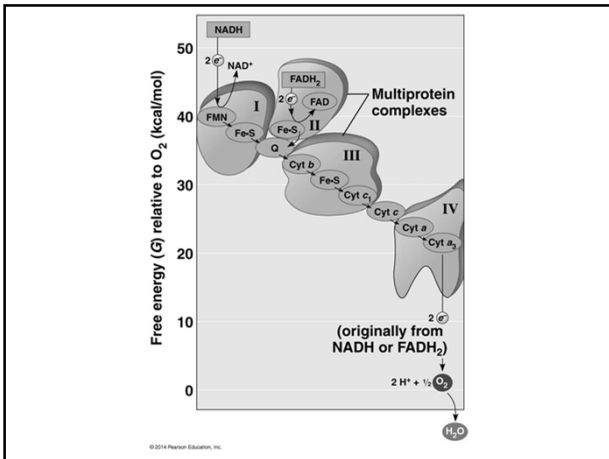 NADH
50
2 e⁻
NAD⁺
FADH₂
2 e⁻
FAD
Multiprotein
complexes
I
40
FMN
Fe•S
Fe•S
II
Q
III
Cyt b
30
Fe•S
Cyt c₁
IV
Cyt c
Cyt a
Cyt a₃
20
Free energy (G) relative to O₂ (kcal/mol)
10
2 e⁻
(originally from
NADH or FADH₂)
0
2 H⁺ + ½ O₂
H₂O
© 2014 Pearson Education, Inc.